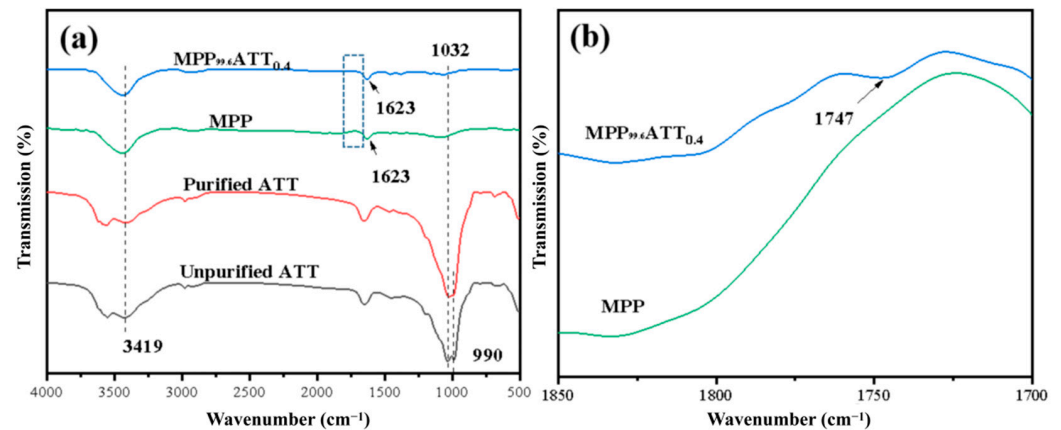 (a)
MPP₉₉.₆ATT₀.₄
1032
1623
MPP
1623
Purified ATT
Unpurified ATT
3419
990
4000 3500 3000 2500 2000 1500 1000 500
Wavenumber (cm⁻¹)
Transmission (%)
(b)
MPP₉₉.₆ATT₀.₄
1747
MPP
1850 1800 1750 1700
Wavenumber (cm⁻¹)
Transmission (%)